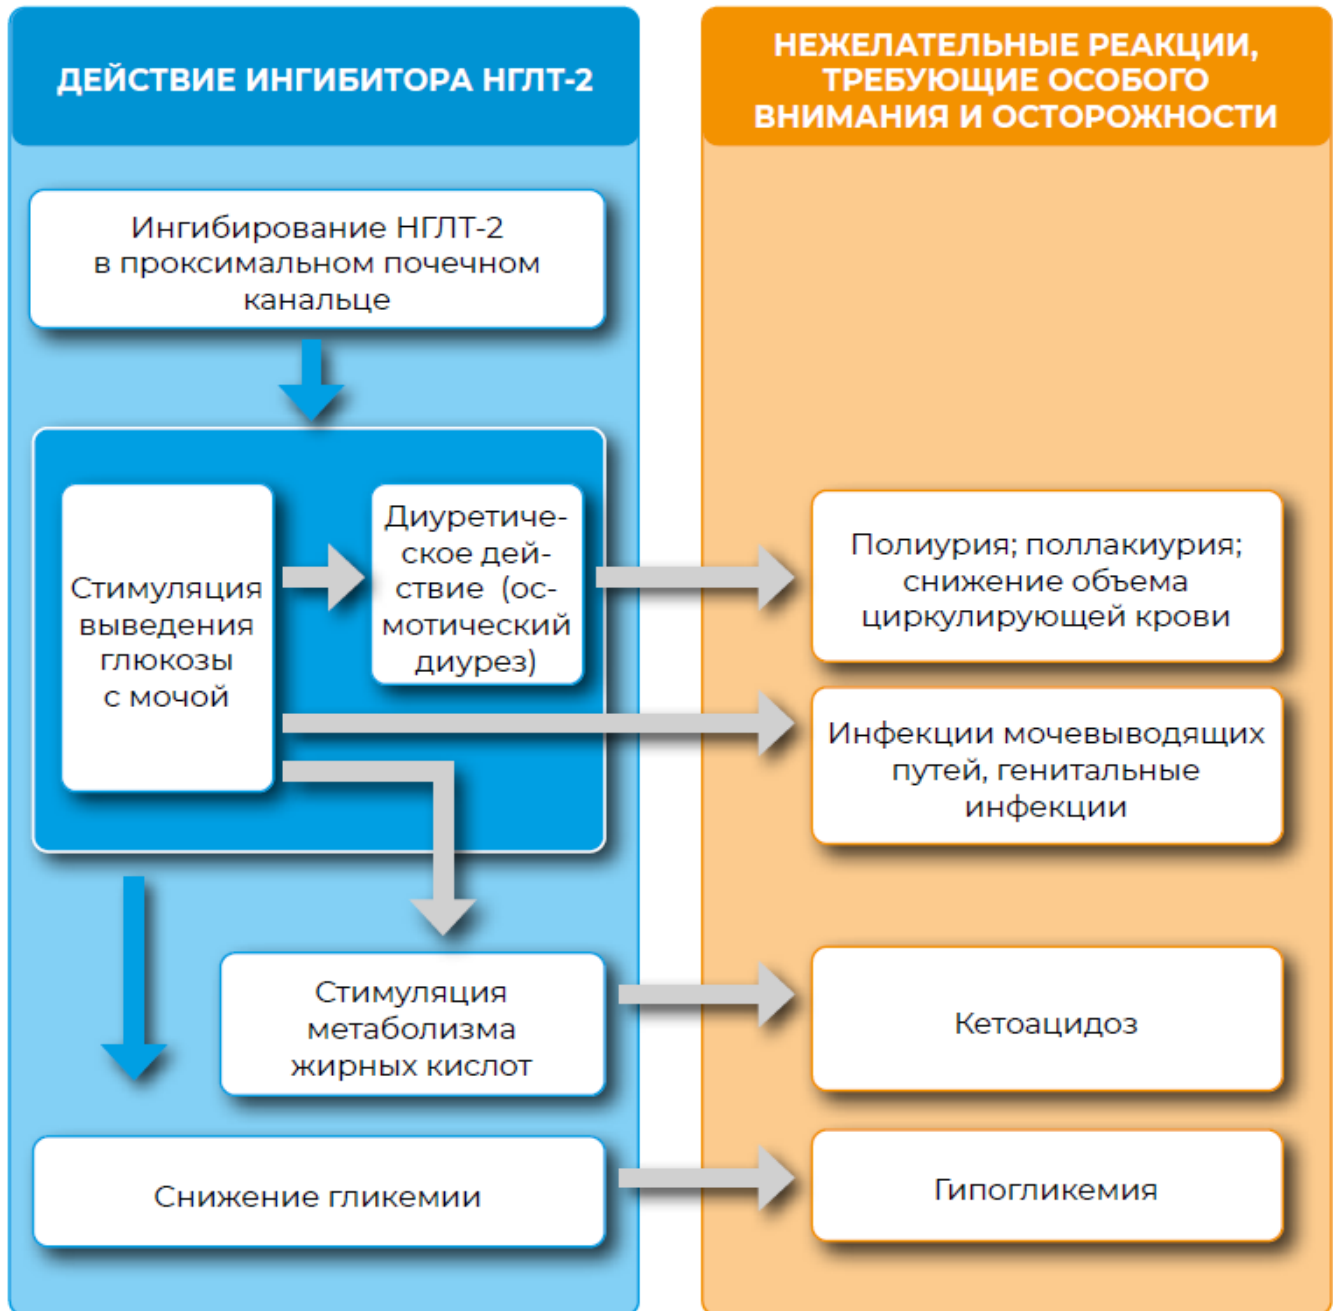 ДЕЙСТВИЕ ИНГИБИТОРА НГЛТ-2
НЕЖЕЛАТЕЛЬНЫЕ РЕАКЦИИ,
ТРЕБУЮЩИЕ ОСОБОГО
ВНИМАНИЯ И ОСТОРОЖНОСТИ
Ингибирование НГЛТ-2
в проксимальном почечном
канальце
Стимуляция
выведения
глюкозы
с мочой
Диуретиче-
ское дей-
ствие (ос-
мотический
диурез)
Полиурия; поллакиурия;
снижение объема
циркулирующей крови
Инфекции мочевыводящих
путей, генитальные
инфекции
Стимуляция
метаболизма
жирных кислот
Кетоацидоз
Снижение гликемии
Гипогликемия